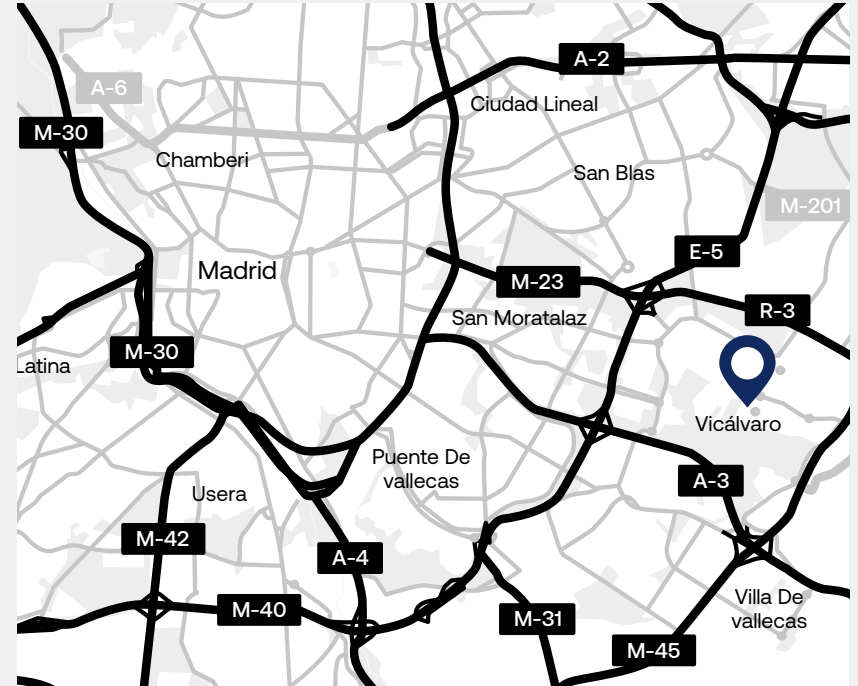 A-2
A-6
Ciudad Lineal
M-30
Chamberi
San Blas
M-201
E-5
Madrid
M-23
R-3
San Moratalaz
M-30
Latina
Vicálvaro
Puente De
vallecas
A-3
Usera
M-42
A-4
Villa De
vallecas
M-40
M-31
M-45